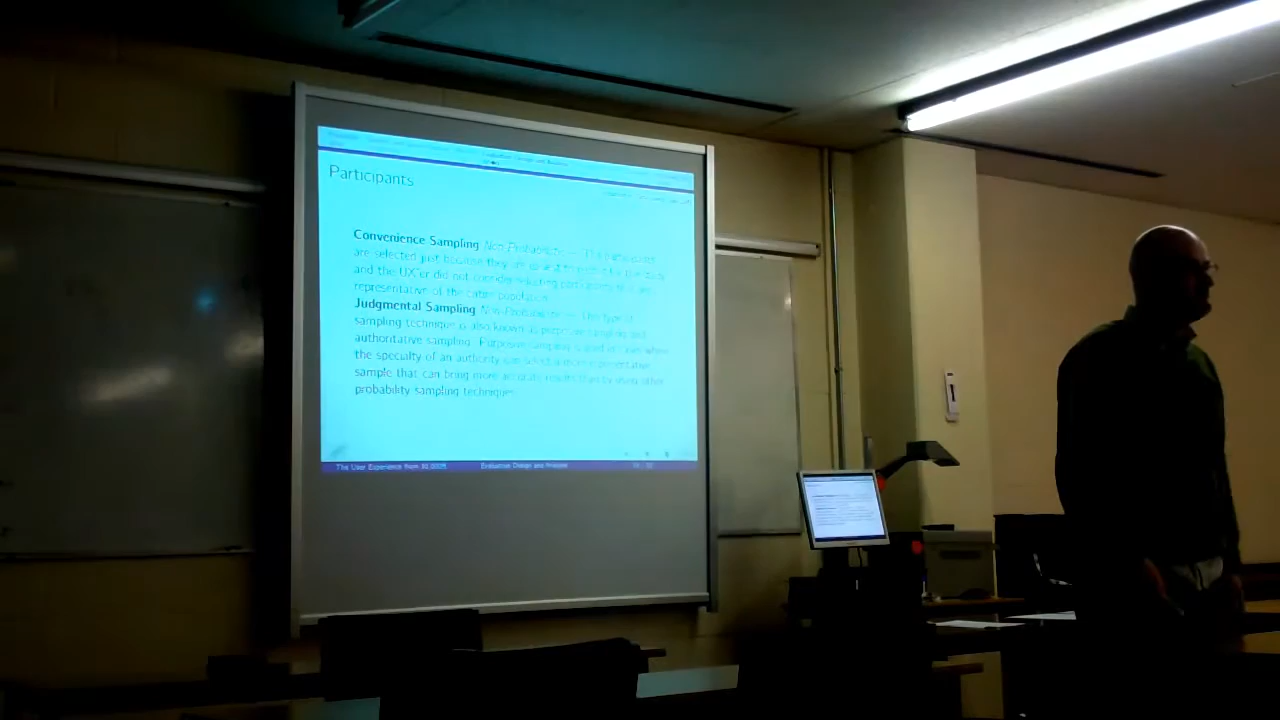 Participants
Convenience Sampling Non-Probabilistic — The participants
are selected just because they are easiest to recruit for the study
and the UXer did not consider selecting participants that are
representative of the entire population.
Judgmental Sampling Non-Probabilistic — This type of
sampling technique is also known as purposive sampling and
authoritative sampling. Purposive sampling is used in cases where
the specialty of an authority can select a more representative
sample that can bring more accurate results than by using other
probability sampling techniques.
The User Experience from 30,000ft Evaluation Design and Analysis